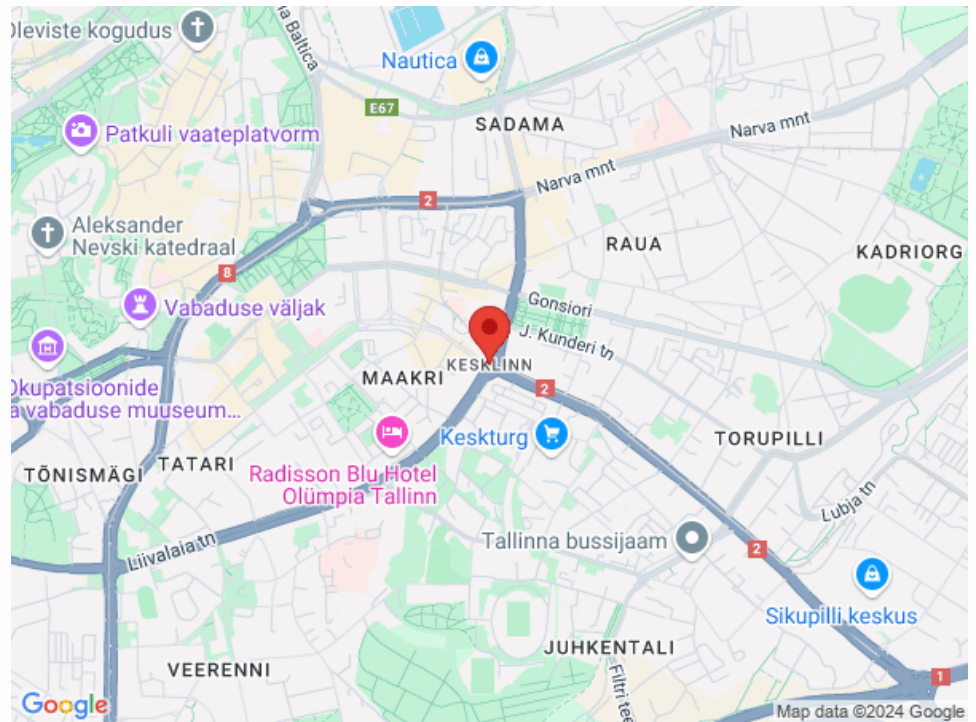 Oleviste kogudus
a Baltica
Nautica
E67
SADAMA
Patkuli vaateplatvorm
Narva mnt
Narva mnt
2
Aleksander
Nevski katedraal
RAUA
KADRIORG
8
Vabaduse väljak
Gonsiori
J. Kunderi tn
KESKLINN
Okupatsioonide
a vabaduse muuseum...
MAAKRI
2
Keskturg
TORUPILLI
TÕNISMÄGI
TATARI
Radisson Blu Hotel
Olümpia Tallinn
Lubja tn
Liivalaia tn
Tallinna bussijaam
2
Sikupilli keskus
JUHKENTALI
VEERENNI
Filtri tee
1
Google
Map data ©2024 Google